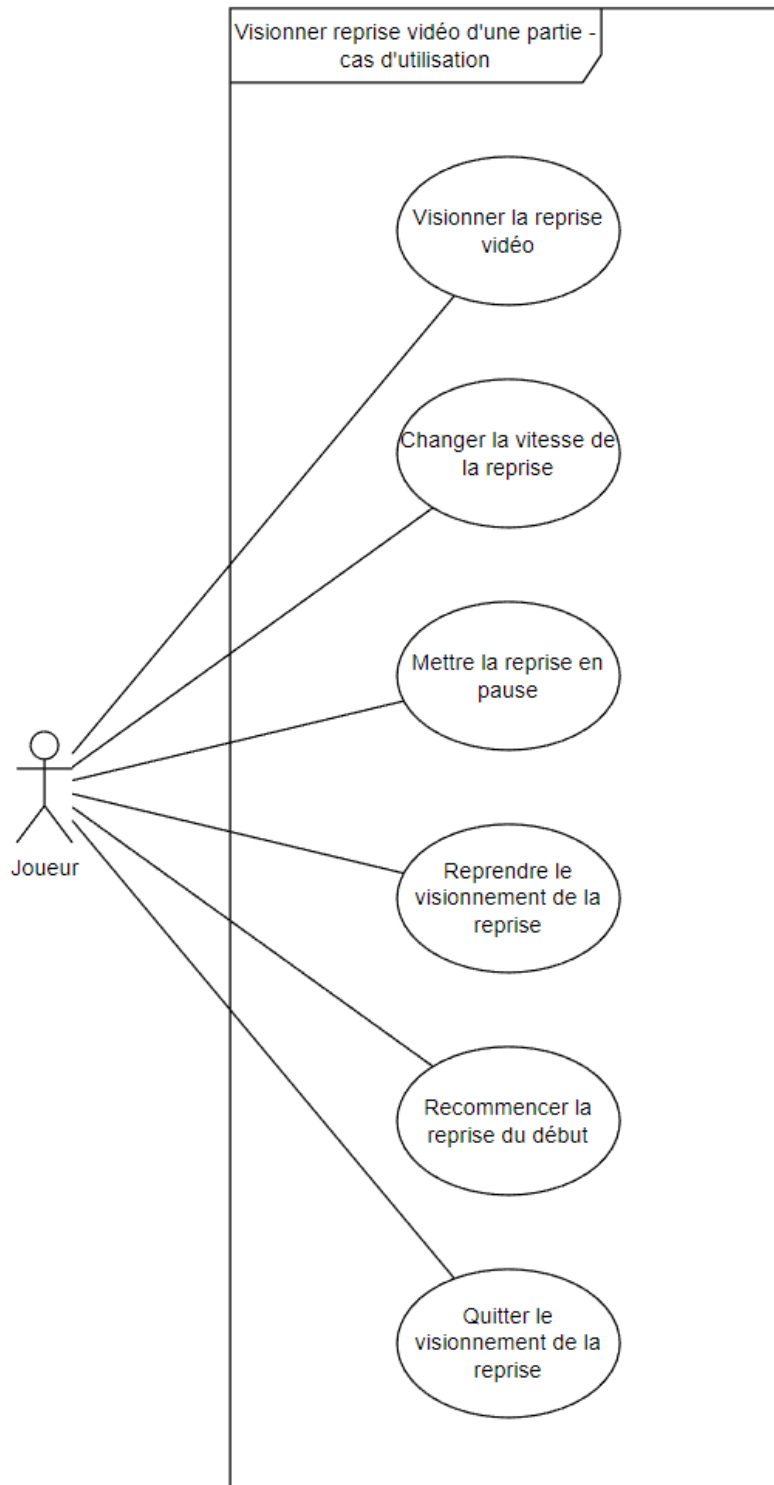 Visionner reprise vidéo d'une partie -
cas d'utilisation
Visionner la reprise
vidéo
Changer la vitesse de
la reprise
Mettre la reprise en
pause
Joueur
Reprendre le
visionnement de la
reprise
Recommencer la
reprise du début
Quitter le
visionnement de la
reprise